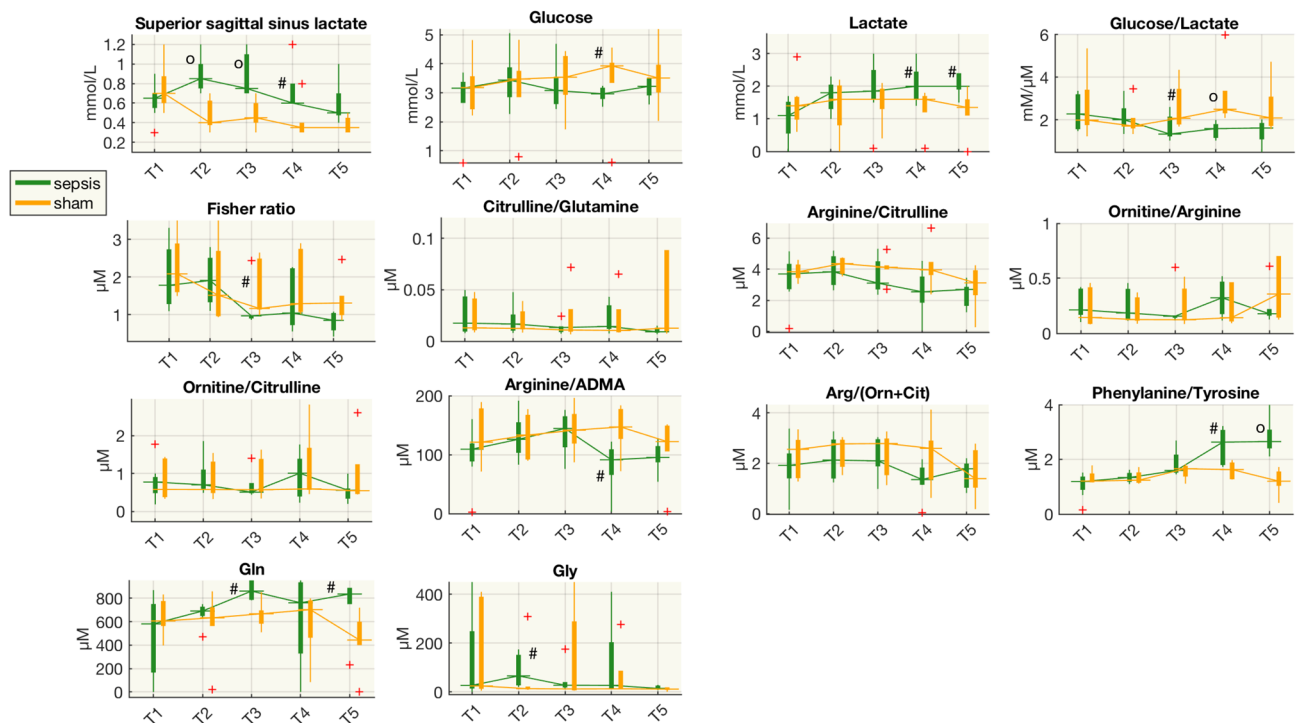 Superior sagittal sinus lactate
mmol/L
1.2
1
0.8
0.6
0.4
0.2
o
o
#
T1 T2 T3 T4 T5
Glucose
mmol/L
5
4
3
2
1
#
T1 T2 T3 T4 T5
Lactate
mmol/L
3
2
1
0
#
#
T1 T2 T3 T4 T5
Glucose/Lactate
mM/µM
6
4
2
#
o
T1 T2 T3 T4 T5
sepsis
sham
Fisher ratio
µM
3
2
1
#
T1 T2 T3 T4 T5
Citrulline/Glutamine
µM
0.1
0.05
0
T1 T2 T3 T4 T5
Arginine/Citrulline
µM
6
4
2
0
T1 T2 T3 T4 T5
Ornitine/Arginine
µM
1
0.5
0
T1 T2 T3 T4 T5
Ornitine/Citrulline
µM
2
1
0
T1 T2 T3 T4 T5
Arginine/ADMA
µM
200
100
0
#
T1 T2 T3 T4 T5
Arg/(Orn+Cit)
µM
4
2
0
T1 T2 T3 T4 T5
Phenylanine/Tyrosine
µM
4
2
0
#
o
T1 T2 T3 T4 T5
Gln
µM
800
600
400
200
0
#
#
T1 T2 T3 T4 T5
Gly
µM
400
200
0
#
T1 T2 T3 T4 T5